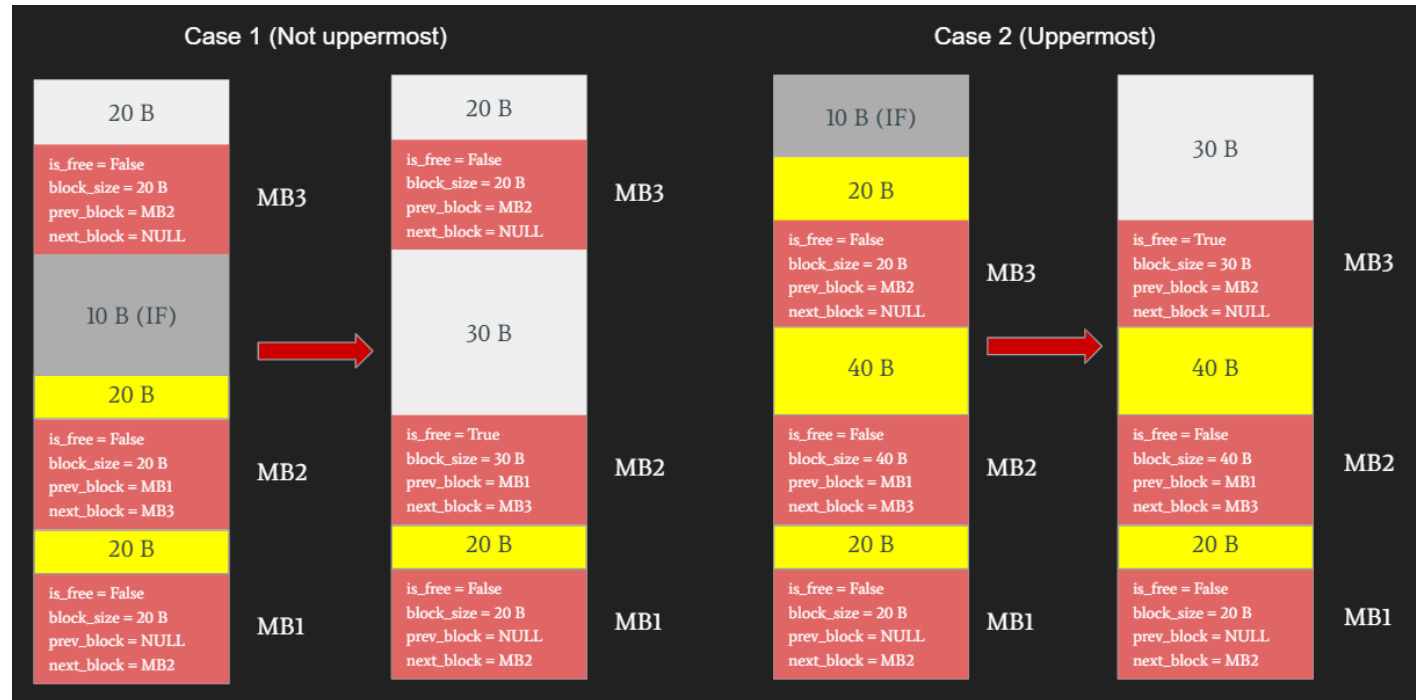 Case 1 (Not uppermost)
20 B
is_free = False
block_size = 20 B
prev_block = MB2
next_block = NULL
MB3
10 B (IF)
20 B
is_free = False
block_size = 20 B
prev_block = MB1
next_block = MB3
MB2
20 B
is_free = False
block_size = 20 B
prev_block = NULL
next_block = MB2
MB1
20 B
is_free = False
block_size = 20 B
prev_block = MB2
next_block = NULL
MB3
30 B
is_free = True
block_size = 30 B
prev_block = MB1
next_block = MB3
MB2
20 B
is_free = False
block_size = 20 B
prev_block = NULL
next_block = MB2
MB1
Case 2 (Uppermost)
10 B (IF)
20 B
is_free = False
block_size = 20 B
prev_block = MB2
next_block = NULL
MB3
40 B
is_free = False
block_size = 40 B
prev_block = MB1
next_block = MB3
MB2
20 B
is_free = False
block_size = 20 B
prev_block = NULL
next_block = MB2
MB1
30 B
is_free = True
block_size = 30 B
prev_block = MB2
next_block = NULL
MB3
40 B
is_free = False
block_size = 40 B
prev_block = MB1
next_block = MB3
MB2
20 B
is_free = False
block_size = 20 B
prev_block = NULL
next_block = MB2
MB1